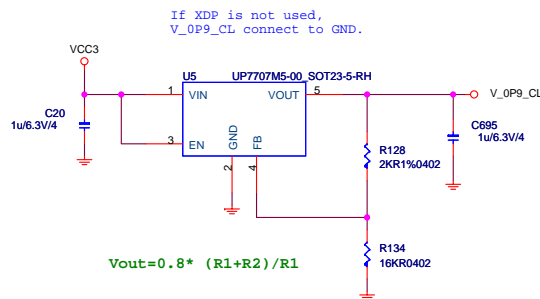 If XDP is not used,
V_0P9_CL connect to GND.
VCC3
U5
UP7707M5-00_SOT23-5-RH
1
VIN
VOUT
5
V_0P9_CL
C20
1u/6.3V/4
3
EN
GND
FB
2
4
C695
1u/6.3V/4
R128
2KR1%0402
R134
16KR0402
Vout=0.8* (R1+R2)/R1